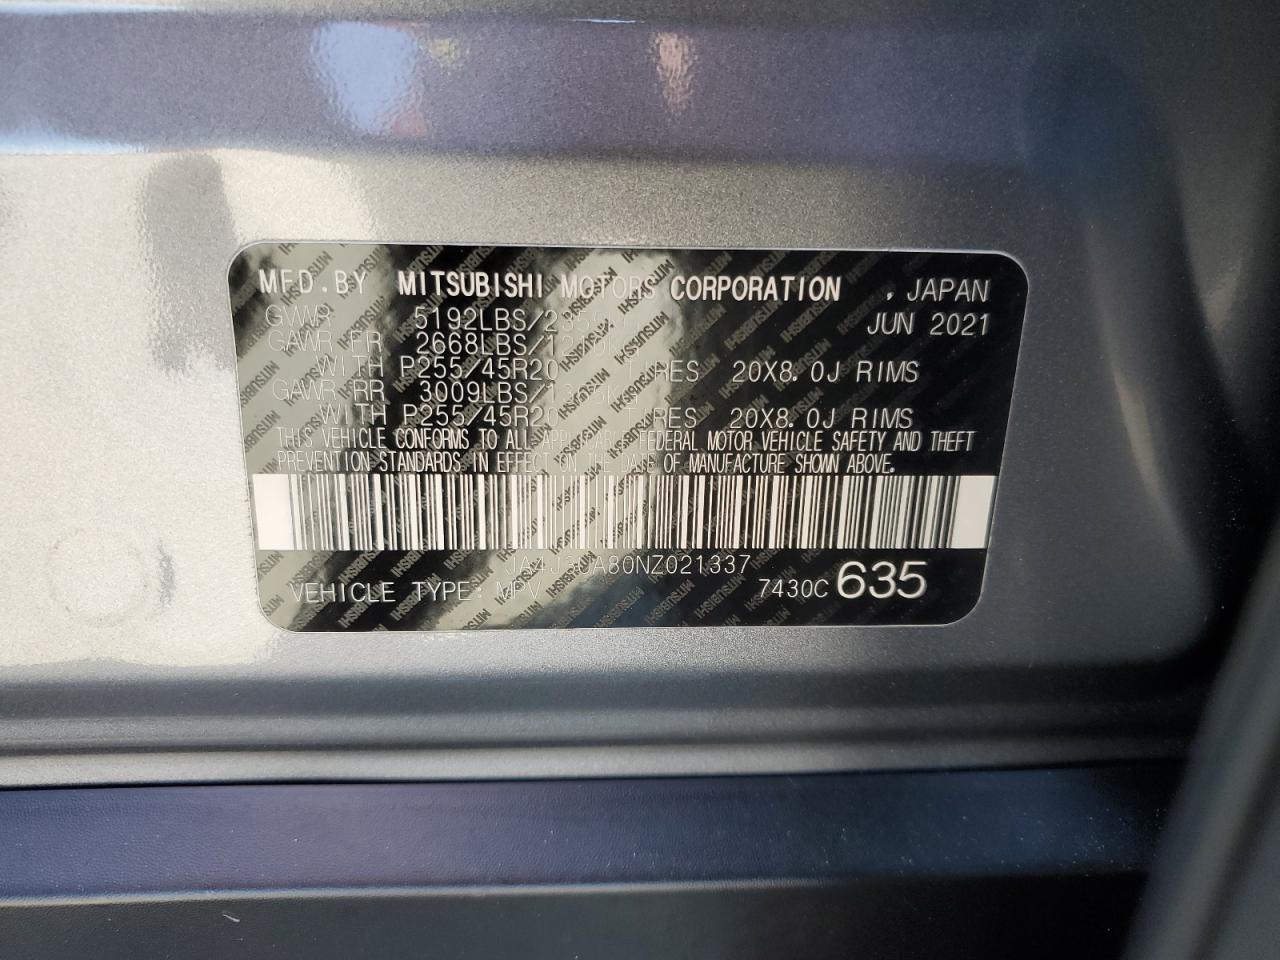 MFD.BY MITSUBISHI MOTORS CORPORATION , JAPAN
GVWR 5192LBS/ JUN 2021
GAWR FR 2668LBS/
WITH P255/45R20 TIRES 20X8.0J RIMS
GAWR RR 3009LBS/
WITH P255/45R20 TIRES 20X8.0J RIMS
THIS VEHICLE CONFORMS TO ALL APPLICABLE FEDERAL MOTOR VEHICLE SAFETY AND THEFT
PREVENTION STANDARDS IN EFFECT ON THE DATE OF MANUFACTURE SHOWN ABOVE.
JA4J3UA80NZ021337
VEHICLE TYPE: MPV 7430C 635